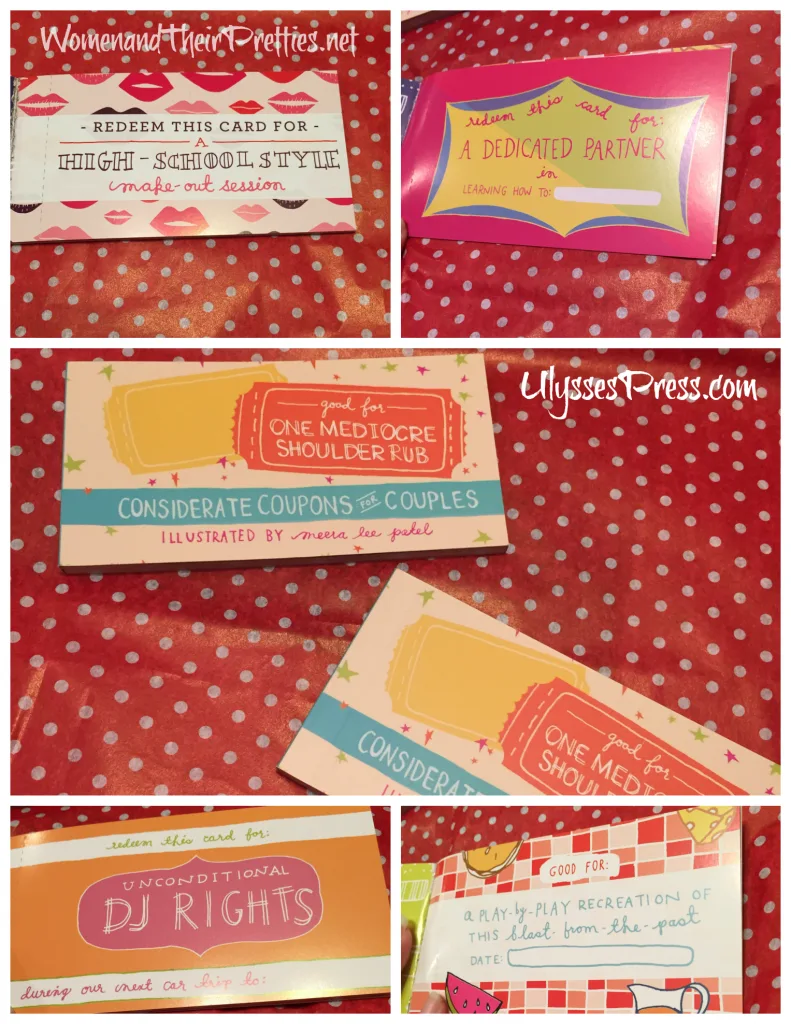 WomenandTheirPretties.net
- REDEEM THIS CARD FOR -
A
HIGH-SCHOOL STYLE
make-out session
redeem this card for:
A DEDICATED PARTNER
in
LEARNING HOW TO:
UlyssesPress.com
good for
ONE MEDIOCRE
SHOULDER RUB
CONSIDERATE COUPONS FOR COUPLES
ILLUSTRATED BY meera lee patel
good for
ONE MEDIOC
SHOUL
CONSIDERATE
redeem this card for:
UNCONDITIONAL
DJ RIGHTS
during our next car trip to:
GOOD FOR:
a PLAY-by-PLAY RECREATION OF
THIS blast-from-the-past
DATE: